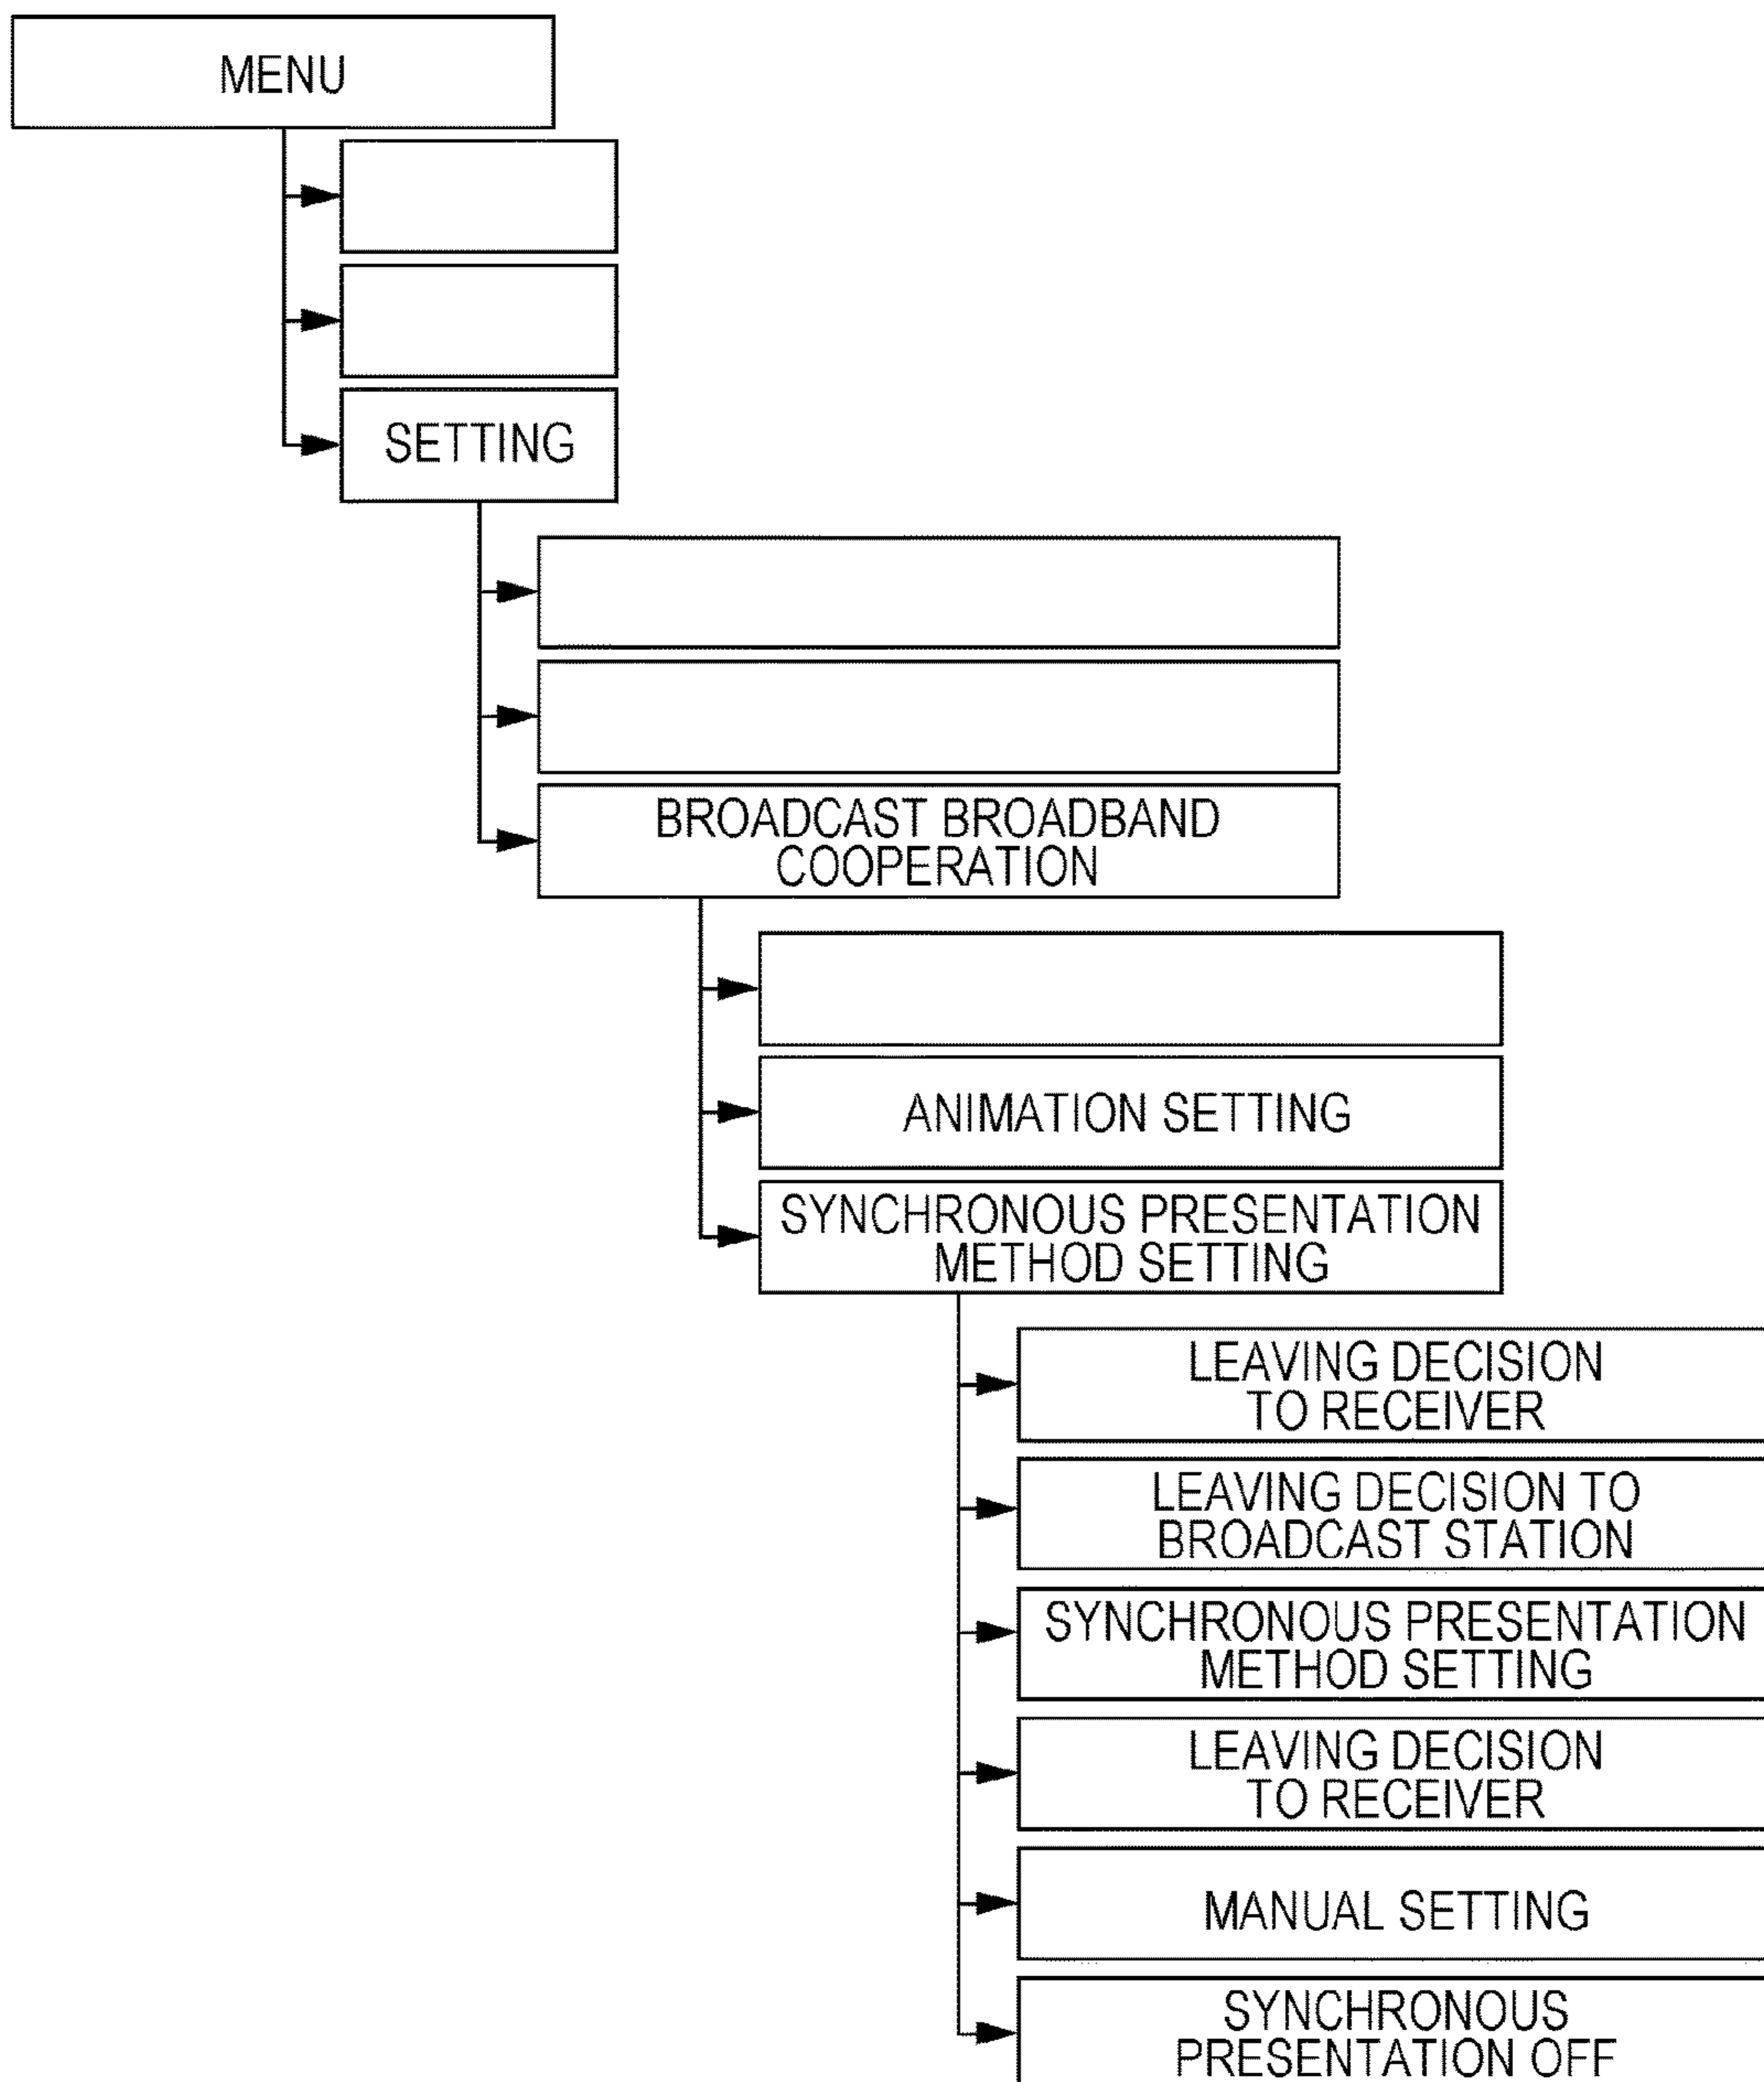 MENU
SETTING
BROADCAST BROADBAND
COOPERATION
ANIMATION SETTING
SYNCHRONOUS PRESENTATION
METHOD SETTING
LEAVING DECISION
TO RECEIVER
LEAVING DECISION TO
BROADCAST STATION
SYNCHRONOUS PRESENTATION
METHOD SETTING
LEAVING DECISION
TO RECEIVER
MANUAL SETTING
SYNCHRONOUS
PRESENTATION OFF